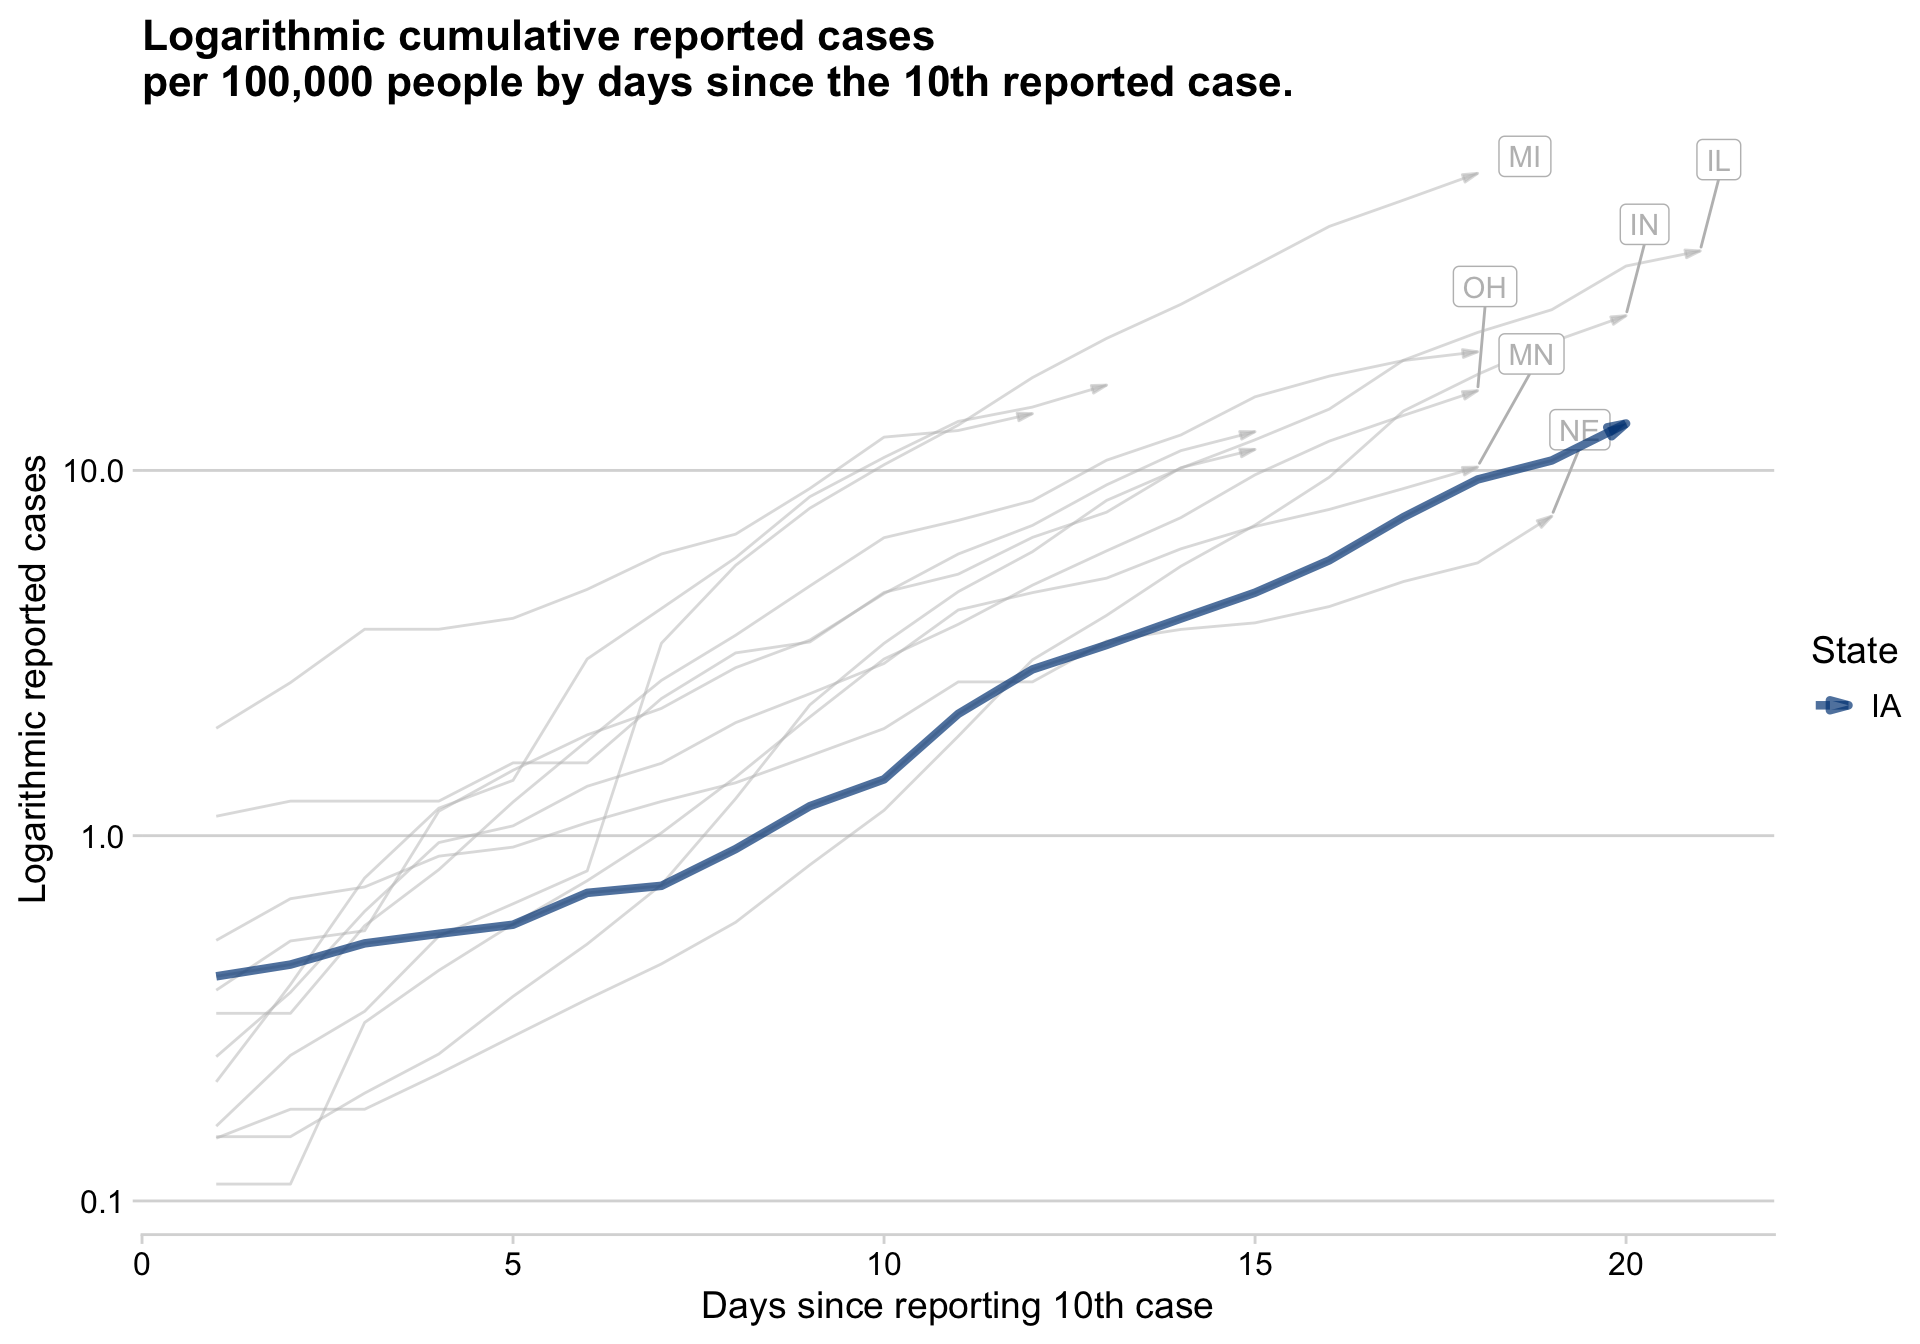 Logarithmic cumulative reported cases
per 100,000 people by days since the 10th reported case.
MI
IL
IN
OH
MN
NE
10.0
1.0
0.1
Logarithmic reported cases
State
IA
0
5
10
15
20
Days since reporting 10th case